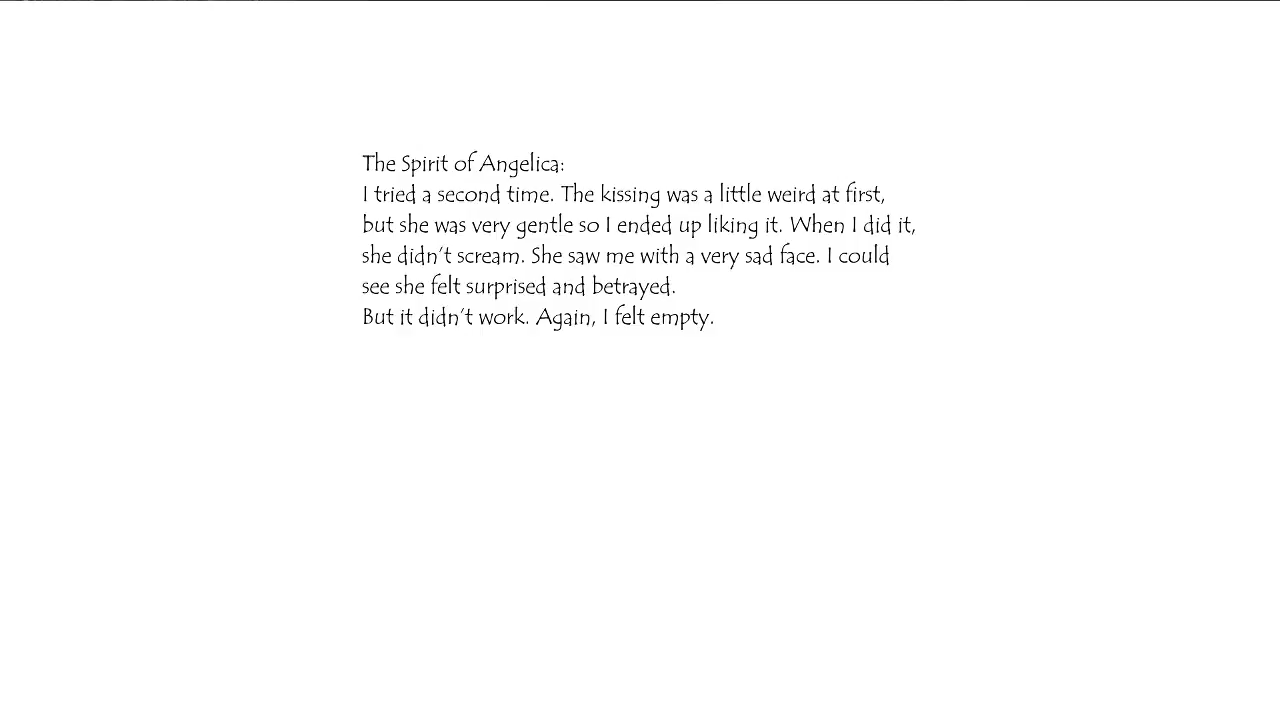 The Spirit of Angelica:
I tried a second time. The kissing was a little weird at first,
but she was very gentle so I ended up liking it. When I did it,
she didn't scream. She saw me with a very sad face. I could
see she felt surprised and betrayed.
But it didn't work. Again, I felt empty.